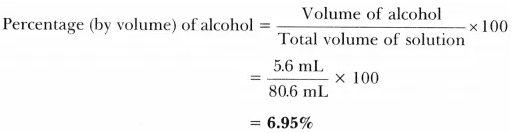 Percentage (by volume) of alcohol = Volume of alcohol / Total volume of solution × 100
= 5.6 mL / 80.6 mL × 100
= 6.95%